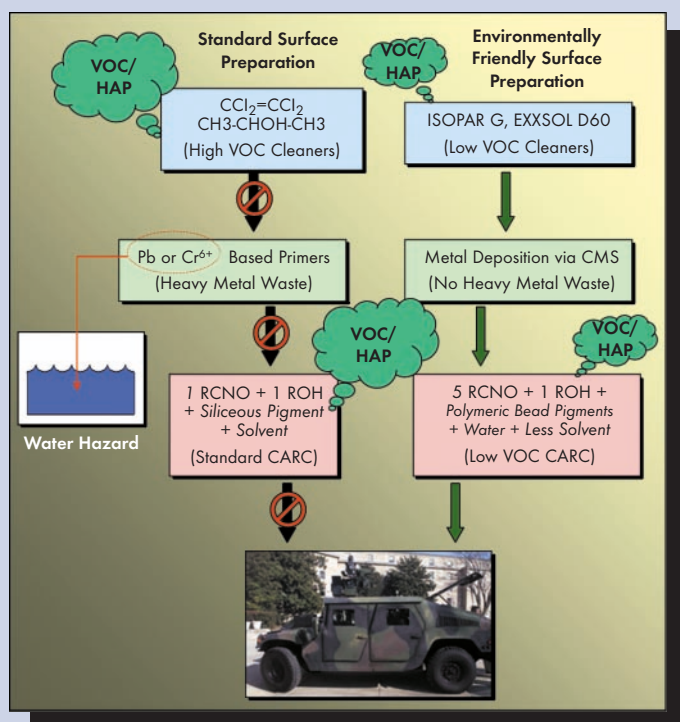 Standard Surface
Preparation
Environmentally
Friendly Surface
Preparation
VOC/
HAP
CCl₂=CCl₂
CH3-CHOH-CH3
(High VOC Cleaners)
VOC/
HAP
ISOPAR G, EXXSOL D60
(Low VOC Cleaners)
Pb or Cr⁶⁺ Based Primers
(Heavy Metal Waste)
Metal Deposition via CMS
(No Heavy Metal Waste)
Water Hazard
VOC/
HAP
1 RCNO + 1 ROH
+ Siliceous Pigment
+ Solvent
(Standard CARC)
VOC/
HAP
5 RCNO + 1 ROH +
Polymeric Bead Pigments
+ Water + Less Solvent
(Low VOC CARC)